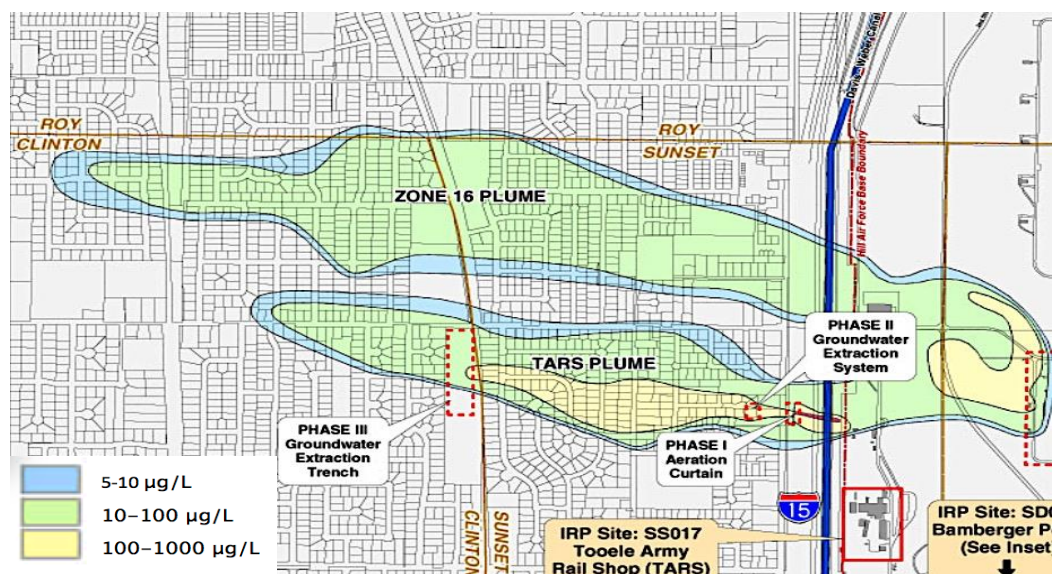 Davis - Weber Canal
ROY
CLINTON
ROY
SUNSET
Hill Air Force Base Boundary
ZONE 16 PLUME
PHASE II
Groundwater
Extraction
System
TARS PLUME
PHASE III
Groundwater
Extraction
Trench
PHASE I
Aeration
Curtain
5-10 µg/L
10–100 µg/L
100–1000 µg/L
CLINTON
SUNSET
15
IRP Site: SS017
Tooele Army
Rail Shop (TARS)
IRP Site: SD0
Bamberger P
(See Inset